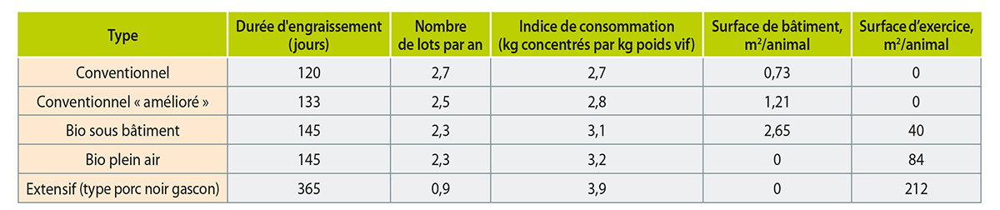 Type Durée d'engraissement (jours) Nombre de lots par an Indice de consommation (kg concentrés par kg poids vif) Surface de bâtiment, m²/animal Surface d'exercice, m²/animal
Conventionnel 120 2,7 2,7 0,73 0
Conventionnel « amélioré » 133 2,5 2,8 1,21 0
Bio sous bâtiment 145 2,3 3,1 2,65 40
Bio plein air 145 2,3 3,2 0 84
Extensif (type porc noir gascon) 365 0,9 3,9 0 212